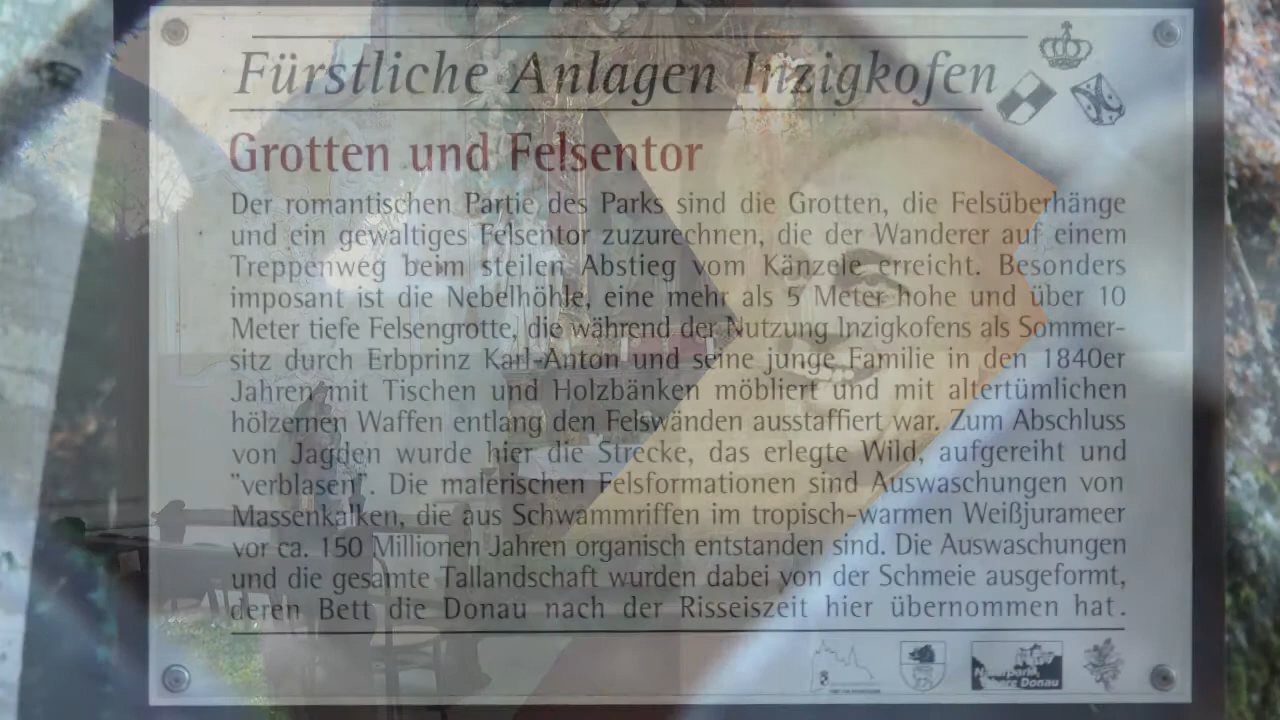 Fürstliche Anlagen Inzigkofen
Grotten und Felsentor
Der romantischen Partie des Parks sind die Grotten, die Felsüberhänge
und ein gewaltiges Felsentor zuzurechnen, die der Wanderer auf einem
Treppenweg beim steilen Abstieg vom Känzele erreicht. Besonders
imposant ist die Nebelhöhle, eine mehr als 5 Meter hohe und über 10
Meter tiefe Felsengrotte, die während der Nutzung Inzigkofens als Sommer-
sitz durch Erbprinz Karl-Anton und seine junge Familie in den 1840er
Jahren mit Tischen und Holzbänken möbliert und mit altertümlichen
hölzernen Waffen entlang den Felswänden ausstaffiert war. Zum Abschluss
von Jagden wurde hier die Strecke, das erlegte Wild, aufgereiht und
"verblasen". Die malerischen Felsformationen sind Auswaschungen von
Massenkalken, die aus Schwammriffen im tropisch-warmen Weißjurameer
vor ca. 150 Millionen Jahren organisch entstanden sind. Die Auswaschungen
und die gesamte Tallandschaft wurden dabei von der Schmeie ausgeformt,
deren Bett die Donau nach der Risseiszeit hier übernommen hat.
Naturpark
Obere Donau